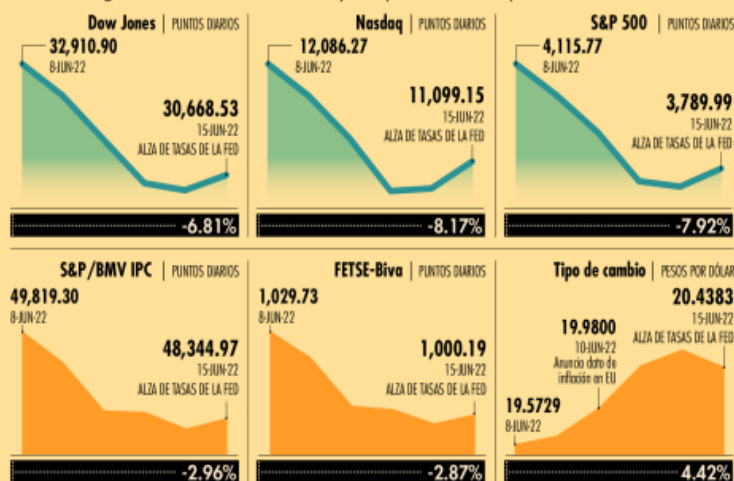 Dow Jones | PUNTOS DIARIOS
32,910.90
8-JUN-22
30,668.53
15-JUN-22
ALZA DE TASAS DE LA FED
-6.81%
Nasdaq | PUNTOS DIARIOS
12,086.27
8-JUN-22
11,099.15
15-JUN-22
ALZA DE TASAS DE LA FED
-8.17%
S&P 500 | PUNTOS DIARIOS
4,115.77
8-JUN-22
3,789.99
15-JUN-22
ALZA DE TASAS DE LA FED
-7.92%
S&P/BMV IPC | PUNTOS DIARIOS
49,819.30
8-JUN-22
48,344.97
15-JUN-22
ALZA DE TASAS DE LA FED
-2.96%
FETSE-Biva | PUNTOS DIARIOS
1,029.73
8-JUN-22
1,000.19
15-JUN-22
ALZA DE TASAS DE LA FED
-2.87%
Tipo de cambio | PESOS POR DÓLAR
20.4383
15-JUN-22
ALZA DE TASAS DE LA FED
19.9800
10-JUN-22
Anuncio dato de
inflación en EU
19.5729
8-JUN-22
4.42%